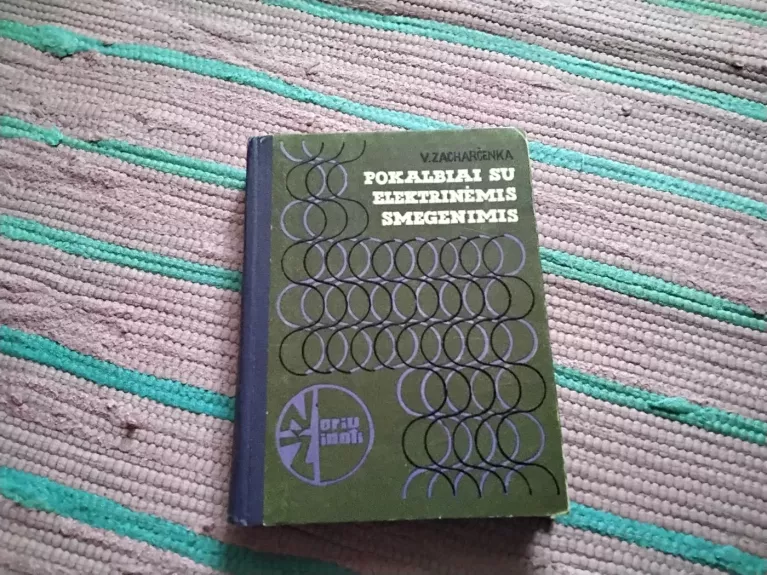 V. ZACHARČENKA
POKALBIAI SU
ELEKTRINĖMIS
SMEGENIMIS
Noriu
žinoti